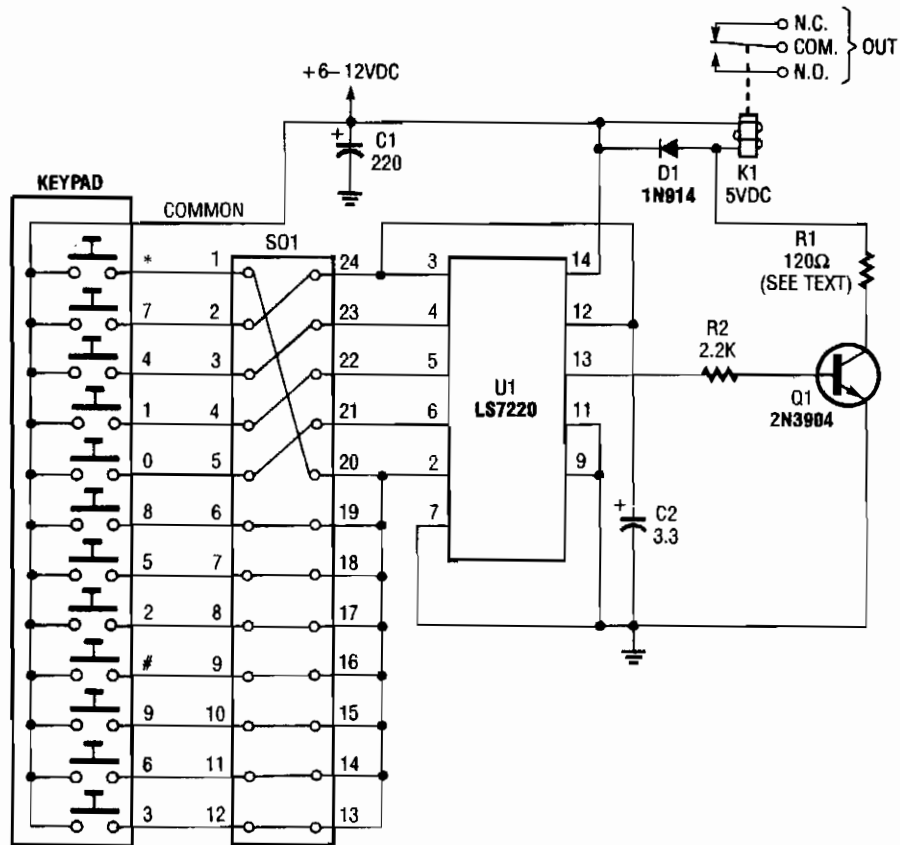 N.C.
COM.
N.O.
OUT
+6–12VDC
+
C1
220
D1
1N914
K1
5VDC
KEYPAD
COMMON
SO1
R1
120Ω
(SEE TEXT)
R2
2.2K
Q1
2N3904
U1
LS7220
+
C2
3.3
* 1 24 3 14
7 2 23 4 12
4 3 22 5 13
1 4 21 6 11
0 5 20 2 9
7
8 6 19
5 7 18
2 8 17
# 9 16
9 10 15
6 11 14
3 12 13